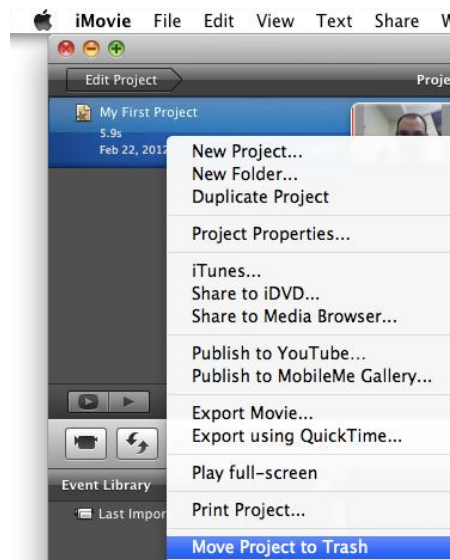 iMovie File Edit View Text Share
Edit Project
My First Project
5.9s
Feb 22, 2012
New Project...
New Folder...
Duplicate Project
Project Properties...
iTunes...
Share to iDVD...
Share to Media Browser...
Publish to YouTube...
Publish to MobileMe Gallery...
Export Movie...
Export using QuickTime...
Play full-screen
Print Project...
Move Project to Trash
Event Library